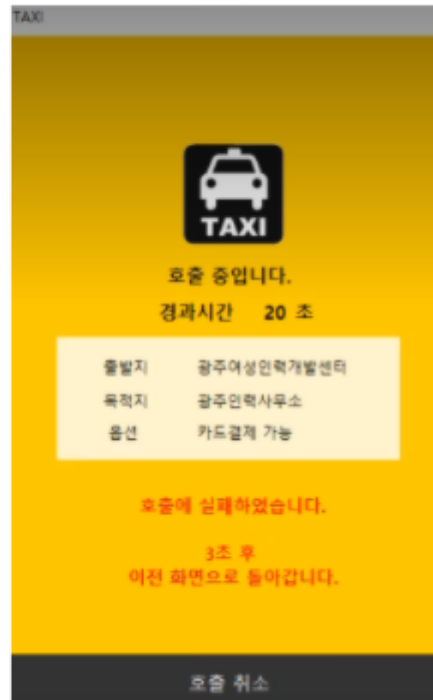 TAXI
TAXI
호출 중입니다.
경과시간 20 초
출발지 광주여성인력개발센터
목적지 광주인력사무소
옵션 카드결제 가능
호출에 실패하었습니다.
3초 후
이전 화면으로 돌아갑니다.
호출 취소